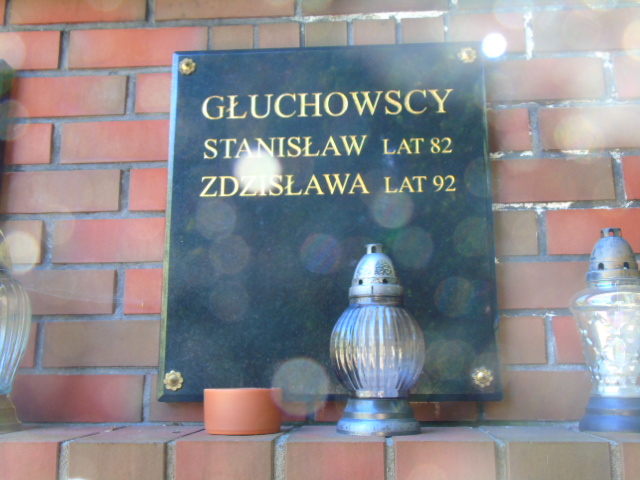 GŁUCHOWSCY
STANISŁAW LAT 82
ZDZISŁAWA LAT 92